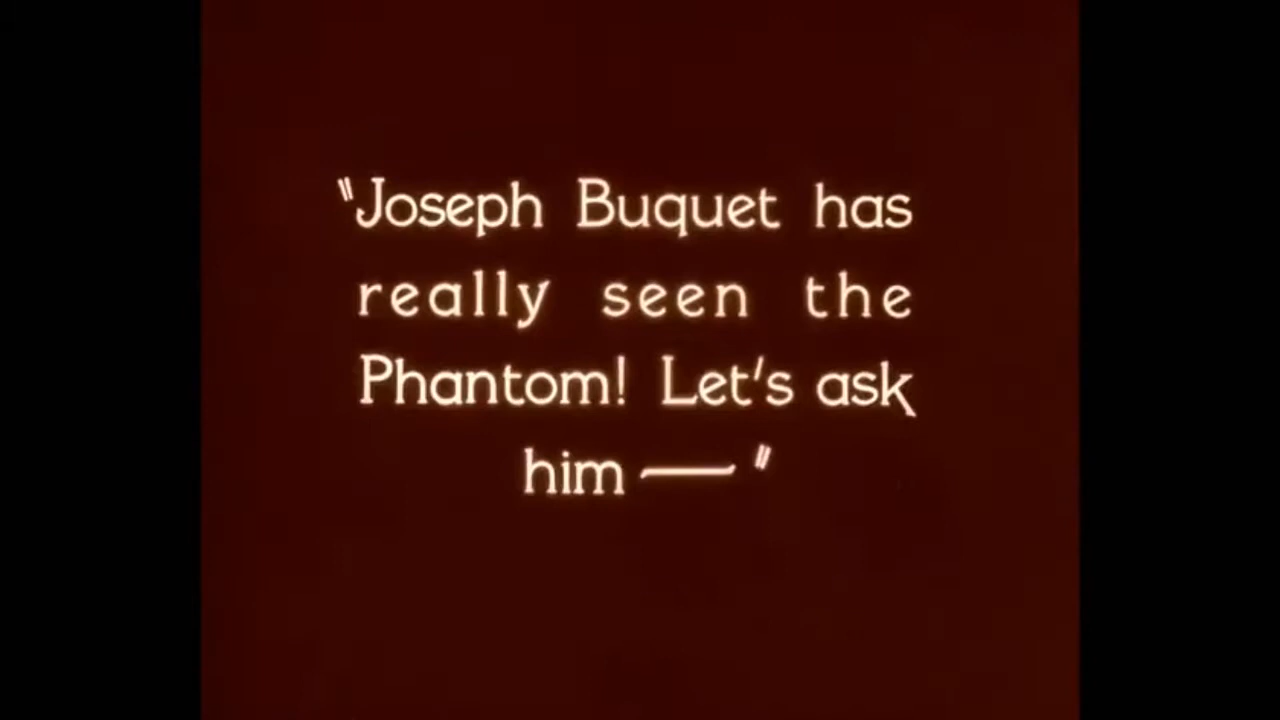 "Joseph Buquet has
really seen the
Phantom! Let's ask
him — "